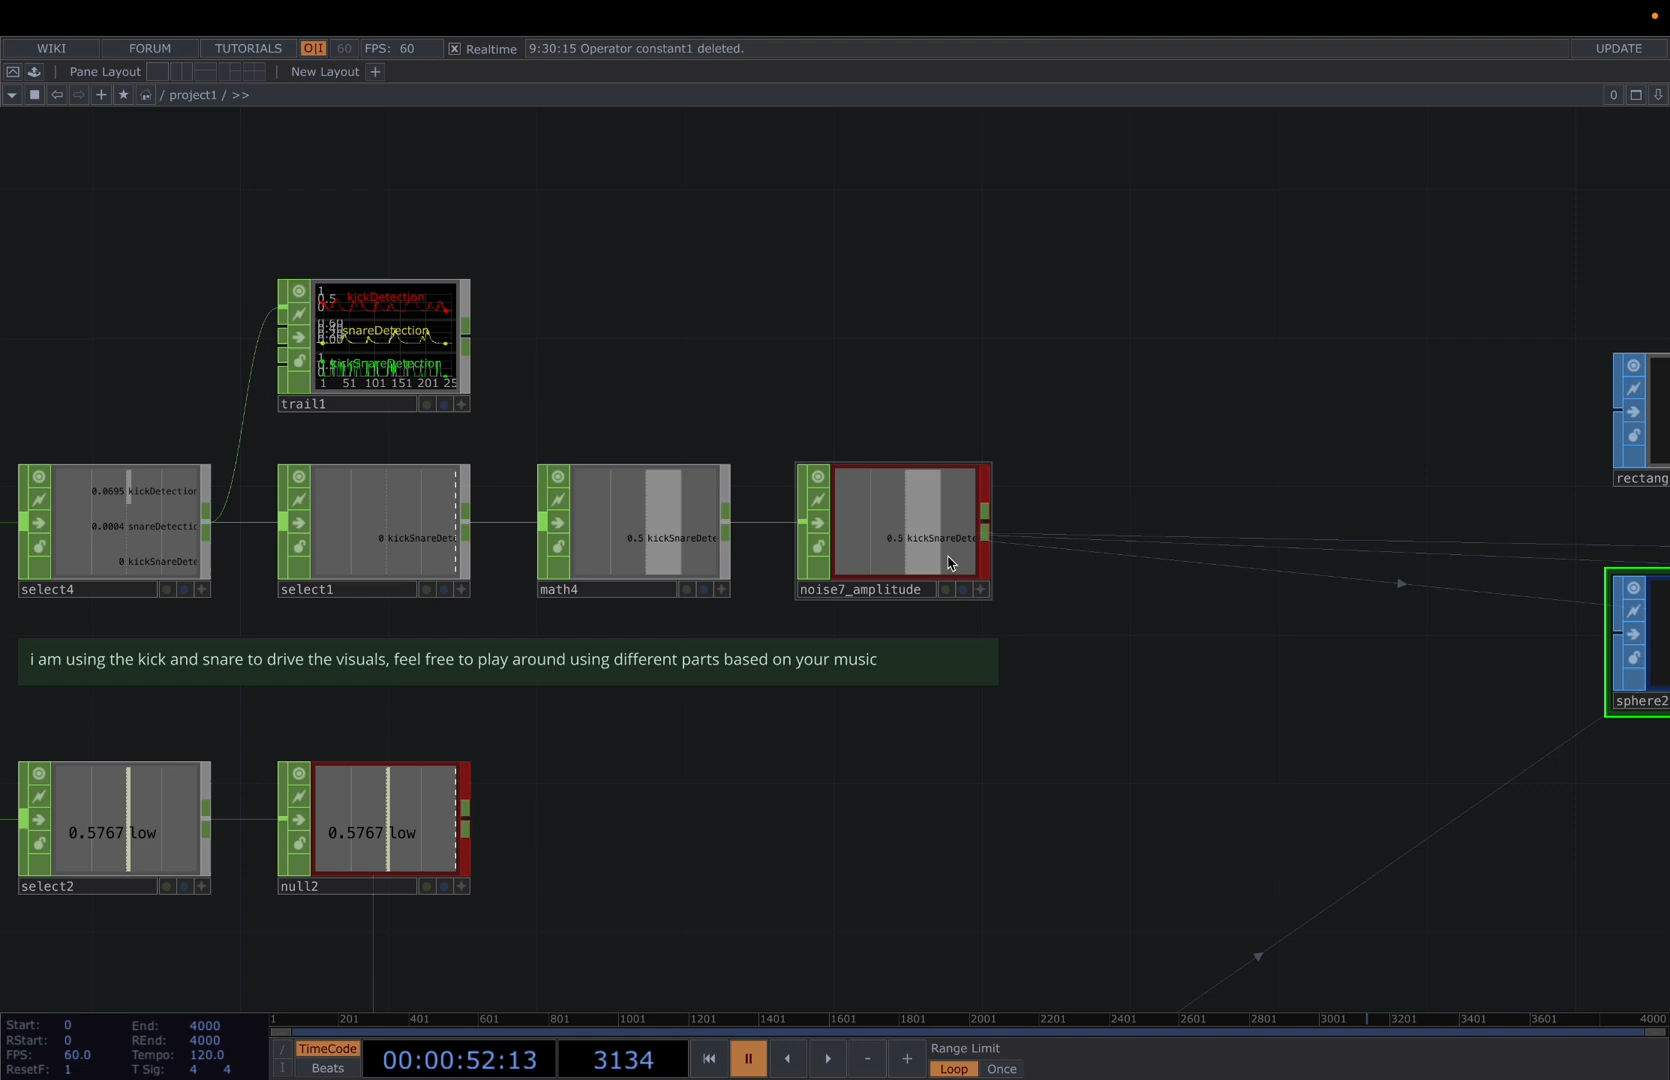 WIKI FORUM TUTORIALS O|I 60 FPS: 60 X Realtime 9:30:15 Operator constant1 deleted. UPDATE
Pane Layout New Layout +
/ project1 / >> 0
kickDetection
snareDetection
kickSnareDetection
1 51 101 151 201 25
trail1
0.0695 kickDetection
0.0004 snareDetectic
0 kickSnareDete
select4
0 kickSnareDete
select1
0.5 kickSnareDete
math4
0.5 kickSnareDete
noise7_amplitude
rectang
sphere2
i am using the kick and snare to drive the visuals, feel free to play around using different parts based on your music
0.5767 low
select2
0.5767 low
null2
1 201 401 601 801 1001 1201 1401 1601 1801 2001 2201 2401 2601 2801 3001 3201 3401 3601 4000
Start: 0 End: 4000
RStart: 0 REnd: 4000
FPS: 60.0 Tempo: 120.0
ResetF: 1 T Sig: 4 4
TimeCode
Beats
00:00:52:13
3134
- +
Range Limit
Loop Once